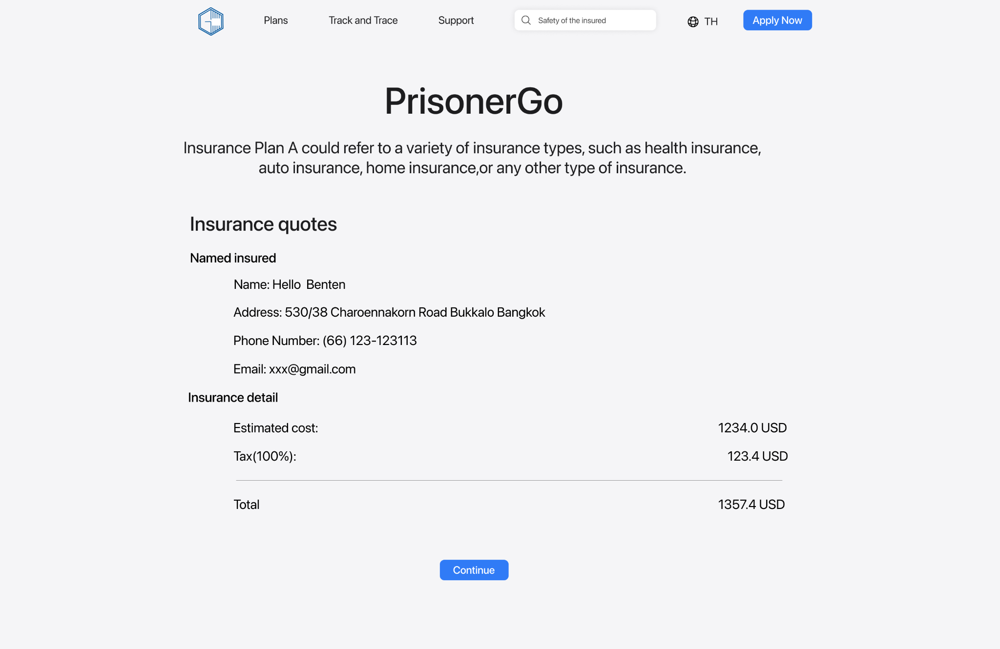 Plans
Track and Trace
Support
Safety of the insured
TH
Apply Now
PrisonerGo
Insurance Plan A could refer to a variety of insurance types, such as health insurance,
auto insurance, home insurance,or any other type of insurance.
Insurance quotes
Named insured
Name: Hello  Benten
Address: 530/38 Charoennakorn Road Bukkalo Bangkok
Phone Number: (66) 123-123113
Email: xxx@gmail.com
Insurance detail
Estimated cost: 1234.0 USD
Tax(100%): 123.4 USD
Total 1357.4 USD
Continue